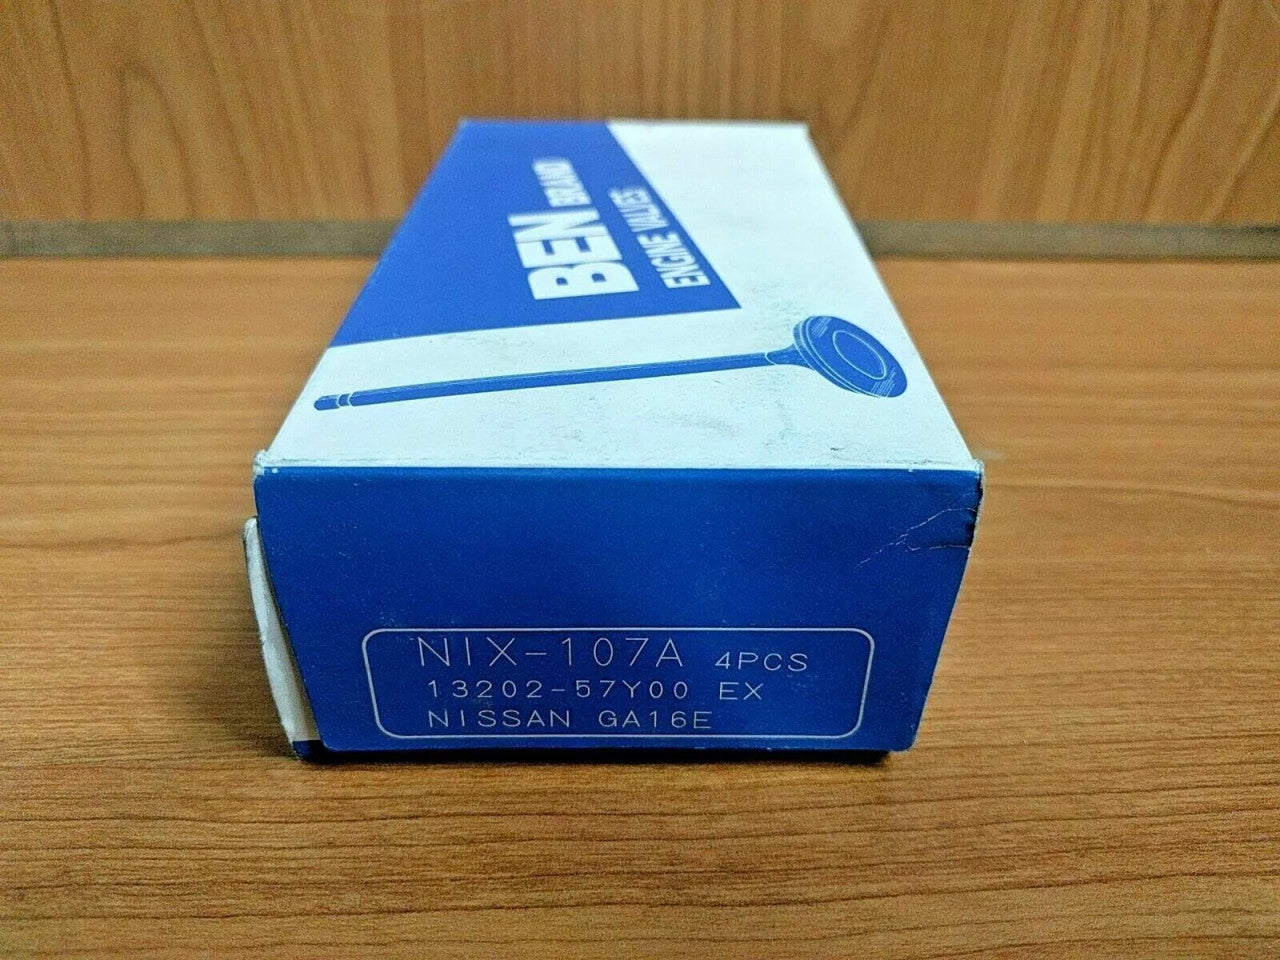 BEN BRAND
ENGINE VALVES
NIX-107A 4PCS
13202-57Y00 EX
NISSAN GA16E